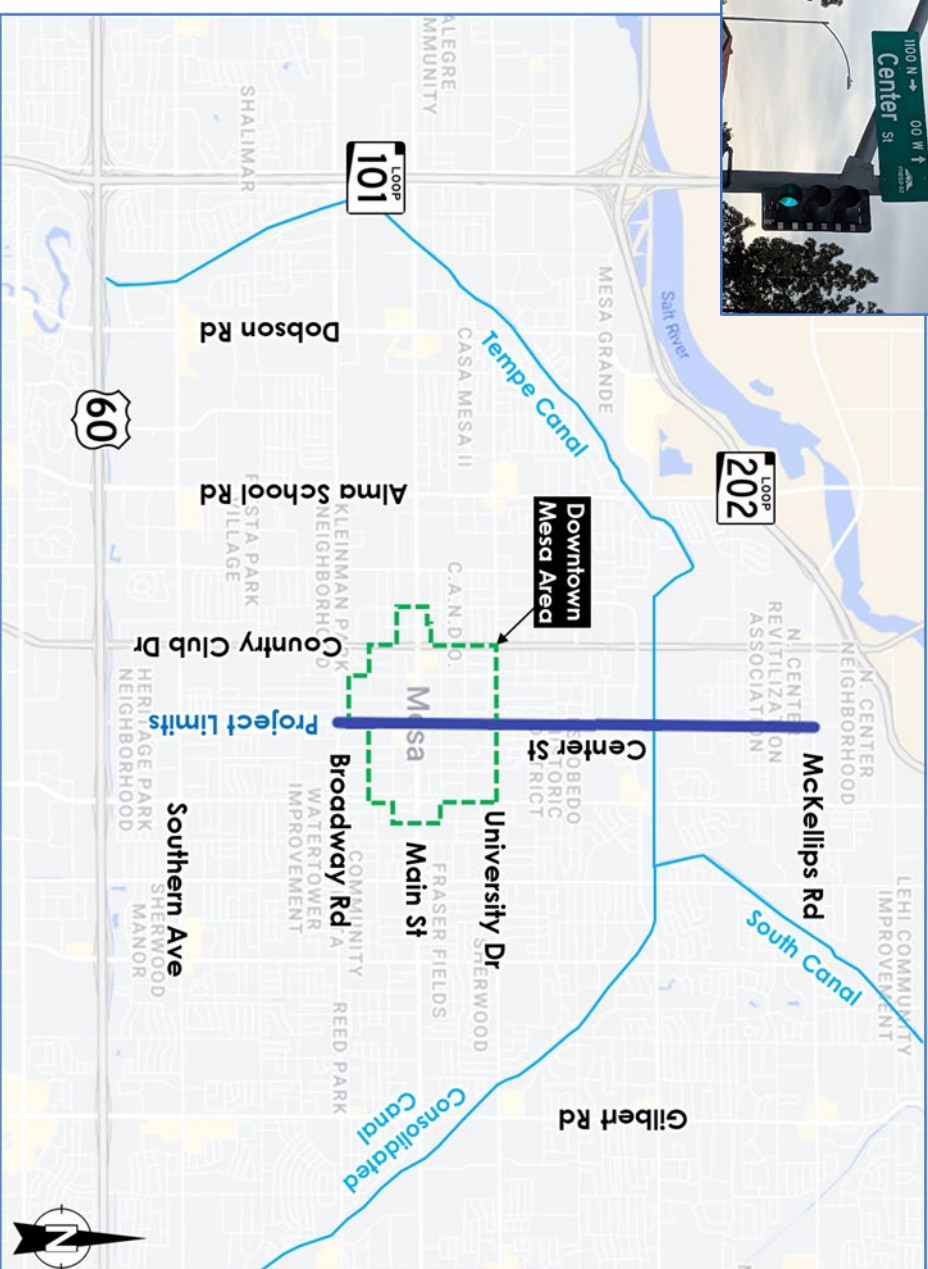 1100 N → 00 W ↑
Center St
LEHI COMMUNITY
IMPROVEMENT
N. CENTER
NEIGHBORHOOD
McKellips Rd
N. CENTER
REVITILIZATION
ASSOCIATION
South Canal
LOOP
202
Salt River
MESA GRANDE
Center St
Gilbert Rd
Downtown
Mesa Area
Tempe Canal
University Dr
SHERWOOD
CASA MESA II
C.A.N.D.O.
FRASER FIELDS
ALEGRE
MMUNITY
Mesa
Main St
Consolidated
Canal
LOOP
101
Alma School Rd
KLEINMAN PARK
NEIGHBORHOOD
Broadway Rd
COMMUNITY
WATERTOWER
IMPROVEMENT
REED PARK
Dobson Rd
Country Club Dr
Project Limits
SHALIMAR
PARK
VILLAGE
Southern Ave
SHERWOOD
MANOR
HERITAGE PARK
NEIGHBORHOOD
60
N